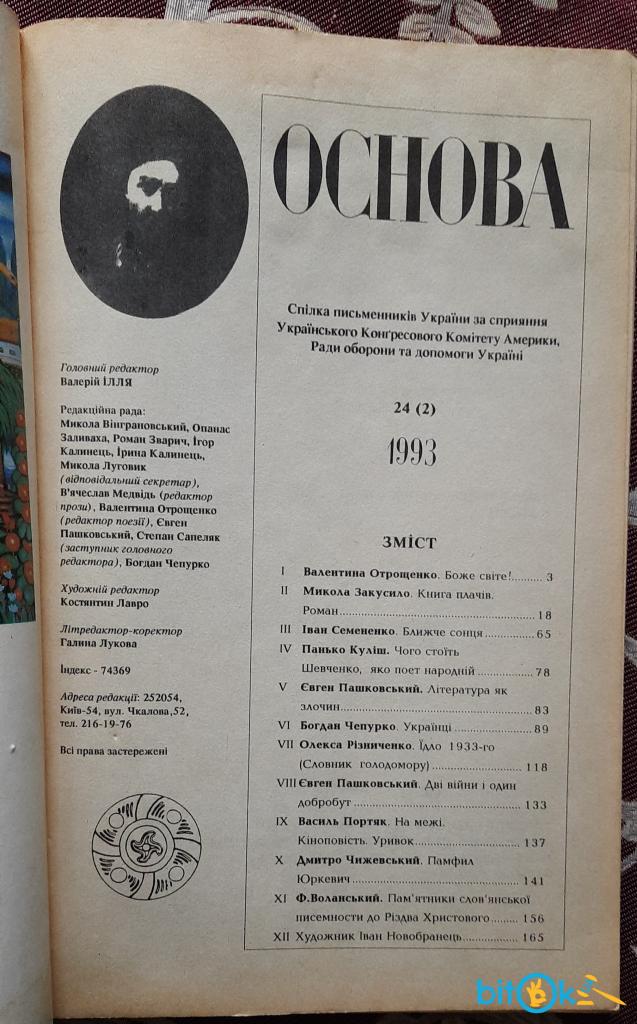 ОСНОВА
Спілка письменників України за сприяння
Українського Конґресового Комітету Америки,
Ради оборони та допомоги Україні
24 (2)
1993
Головний редактор
Валерій ІЛЛЯ
Редакційна рада:
Микола Вінграновський, Опанас
Заливаха, Роман Зварич, Ігор
Калинець, Ірина Калинець,
Микола Луговик
(відповідальний секретар),
В'ячеслав Медвідь (редактор
прози), Валентина Отрощенко
(редактор поезії), Євген
Пашковський, Степан Сапеляк
(заступник головного
редактора), Богдан Чепурко
Художній редактор
Костянтин Лавро
Літредактор-коректор
Галина Лукова
Індекс - 74369
Адреса редакції: 252054,
Київ-54, вул. Чкалова,52,
тел. 216-19-76
Всі права застережені
ЗМІСТ
I Валентина Отрощенко. Боже світе!.......... 3
II Микола Закусило. Книга плачів.
Роман............................................. 18
III Іван Семененко. Ближче сонця............ 65
IV Панько Куліш. Чого стоїть
Шевченко, яко поет народній................ 78
V Євген Пашковський. Література як
злочин............................................. 83
VI Богдан Чепурко. Українці.................... 89
VII Олекса Різниченко. Їдло 1933-го
(Словник голодомору)....................... 118
VIII Євген Пашковський. Дві війни і один
добробут........................................ 133
IX Василь Портяк. На межі.
Кіноповість. Уривок........................... 137
X Дмитро Чижевський. Памфил
Юркевич......................................... 141
XI Ф.Воланський. Пам'ятники слов'янської
писемности до Різдва Христового........ 156
XII Художник Іван Новобранець.............. 165
bitok